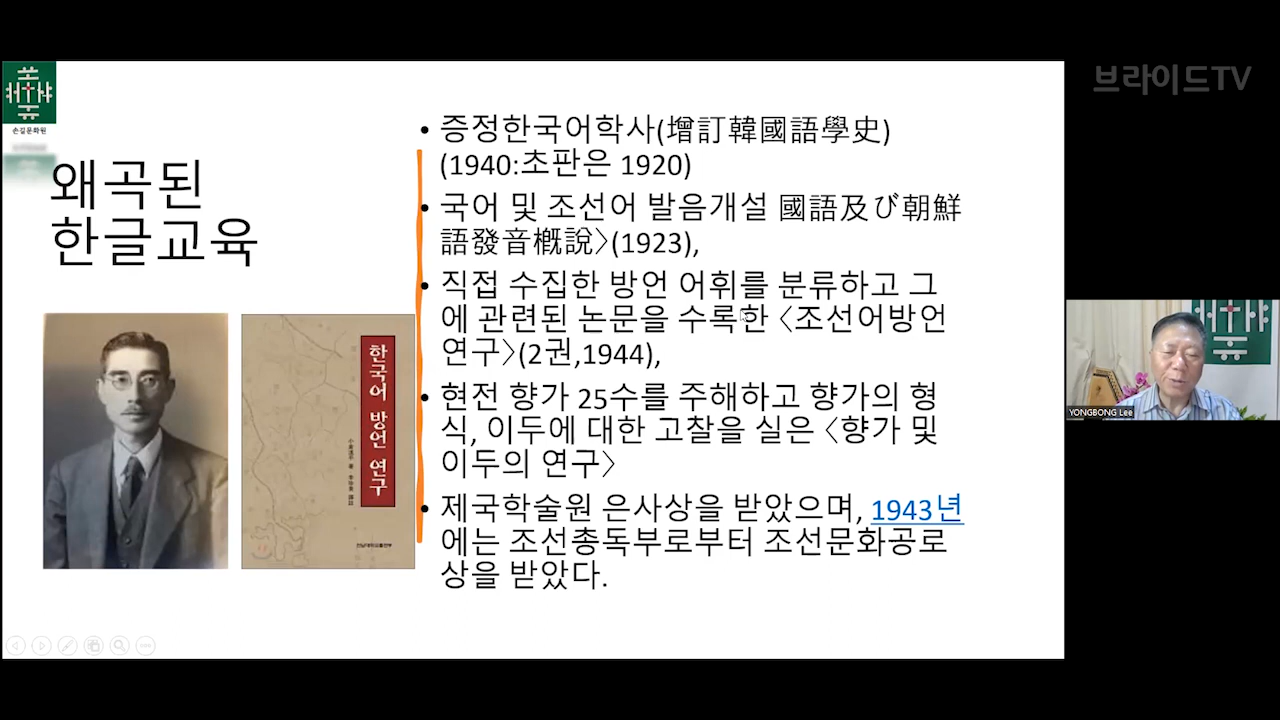 브라이드TV
손길문화원
왜곡된
한글교육
• 증정한국어학사(增訂韓國語學史)
(1940:초판은 1920)
• 국어 및 조선어 발음개설 國語及び朝鮮
語發音槪說〉(1923),
• 직접 수집한 방언 어휘를 분류하고 그
에 관련된 논문을 수록한 〈조선어방언
연구〉(2권,1944),
• 현전 향가 25수를 주해하고 향가의 형
식, 이두에 대한 고찰을 실은 〈향가 및
이두의 연구〉
• 제국학술원 은사상을 받았으며, 1943년
에는 조선총독부로부터 조선문화공로
상을 받았다.
한국어 방언 연구
전남대학교출판부
YONGBONG Lee